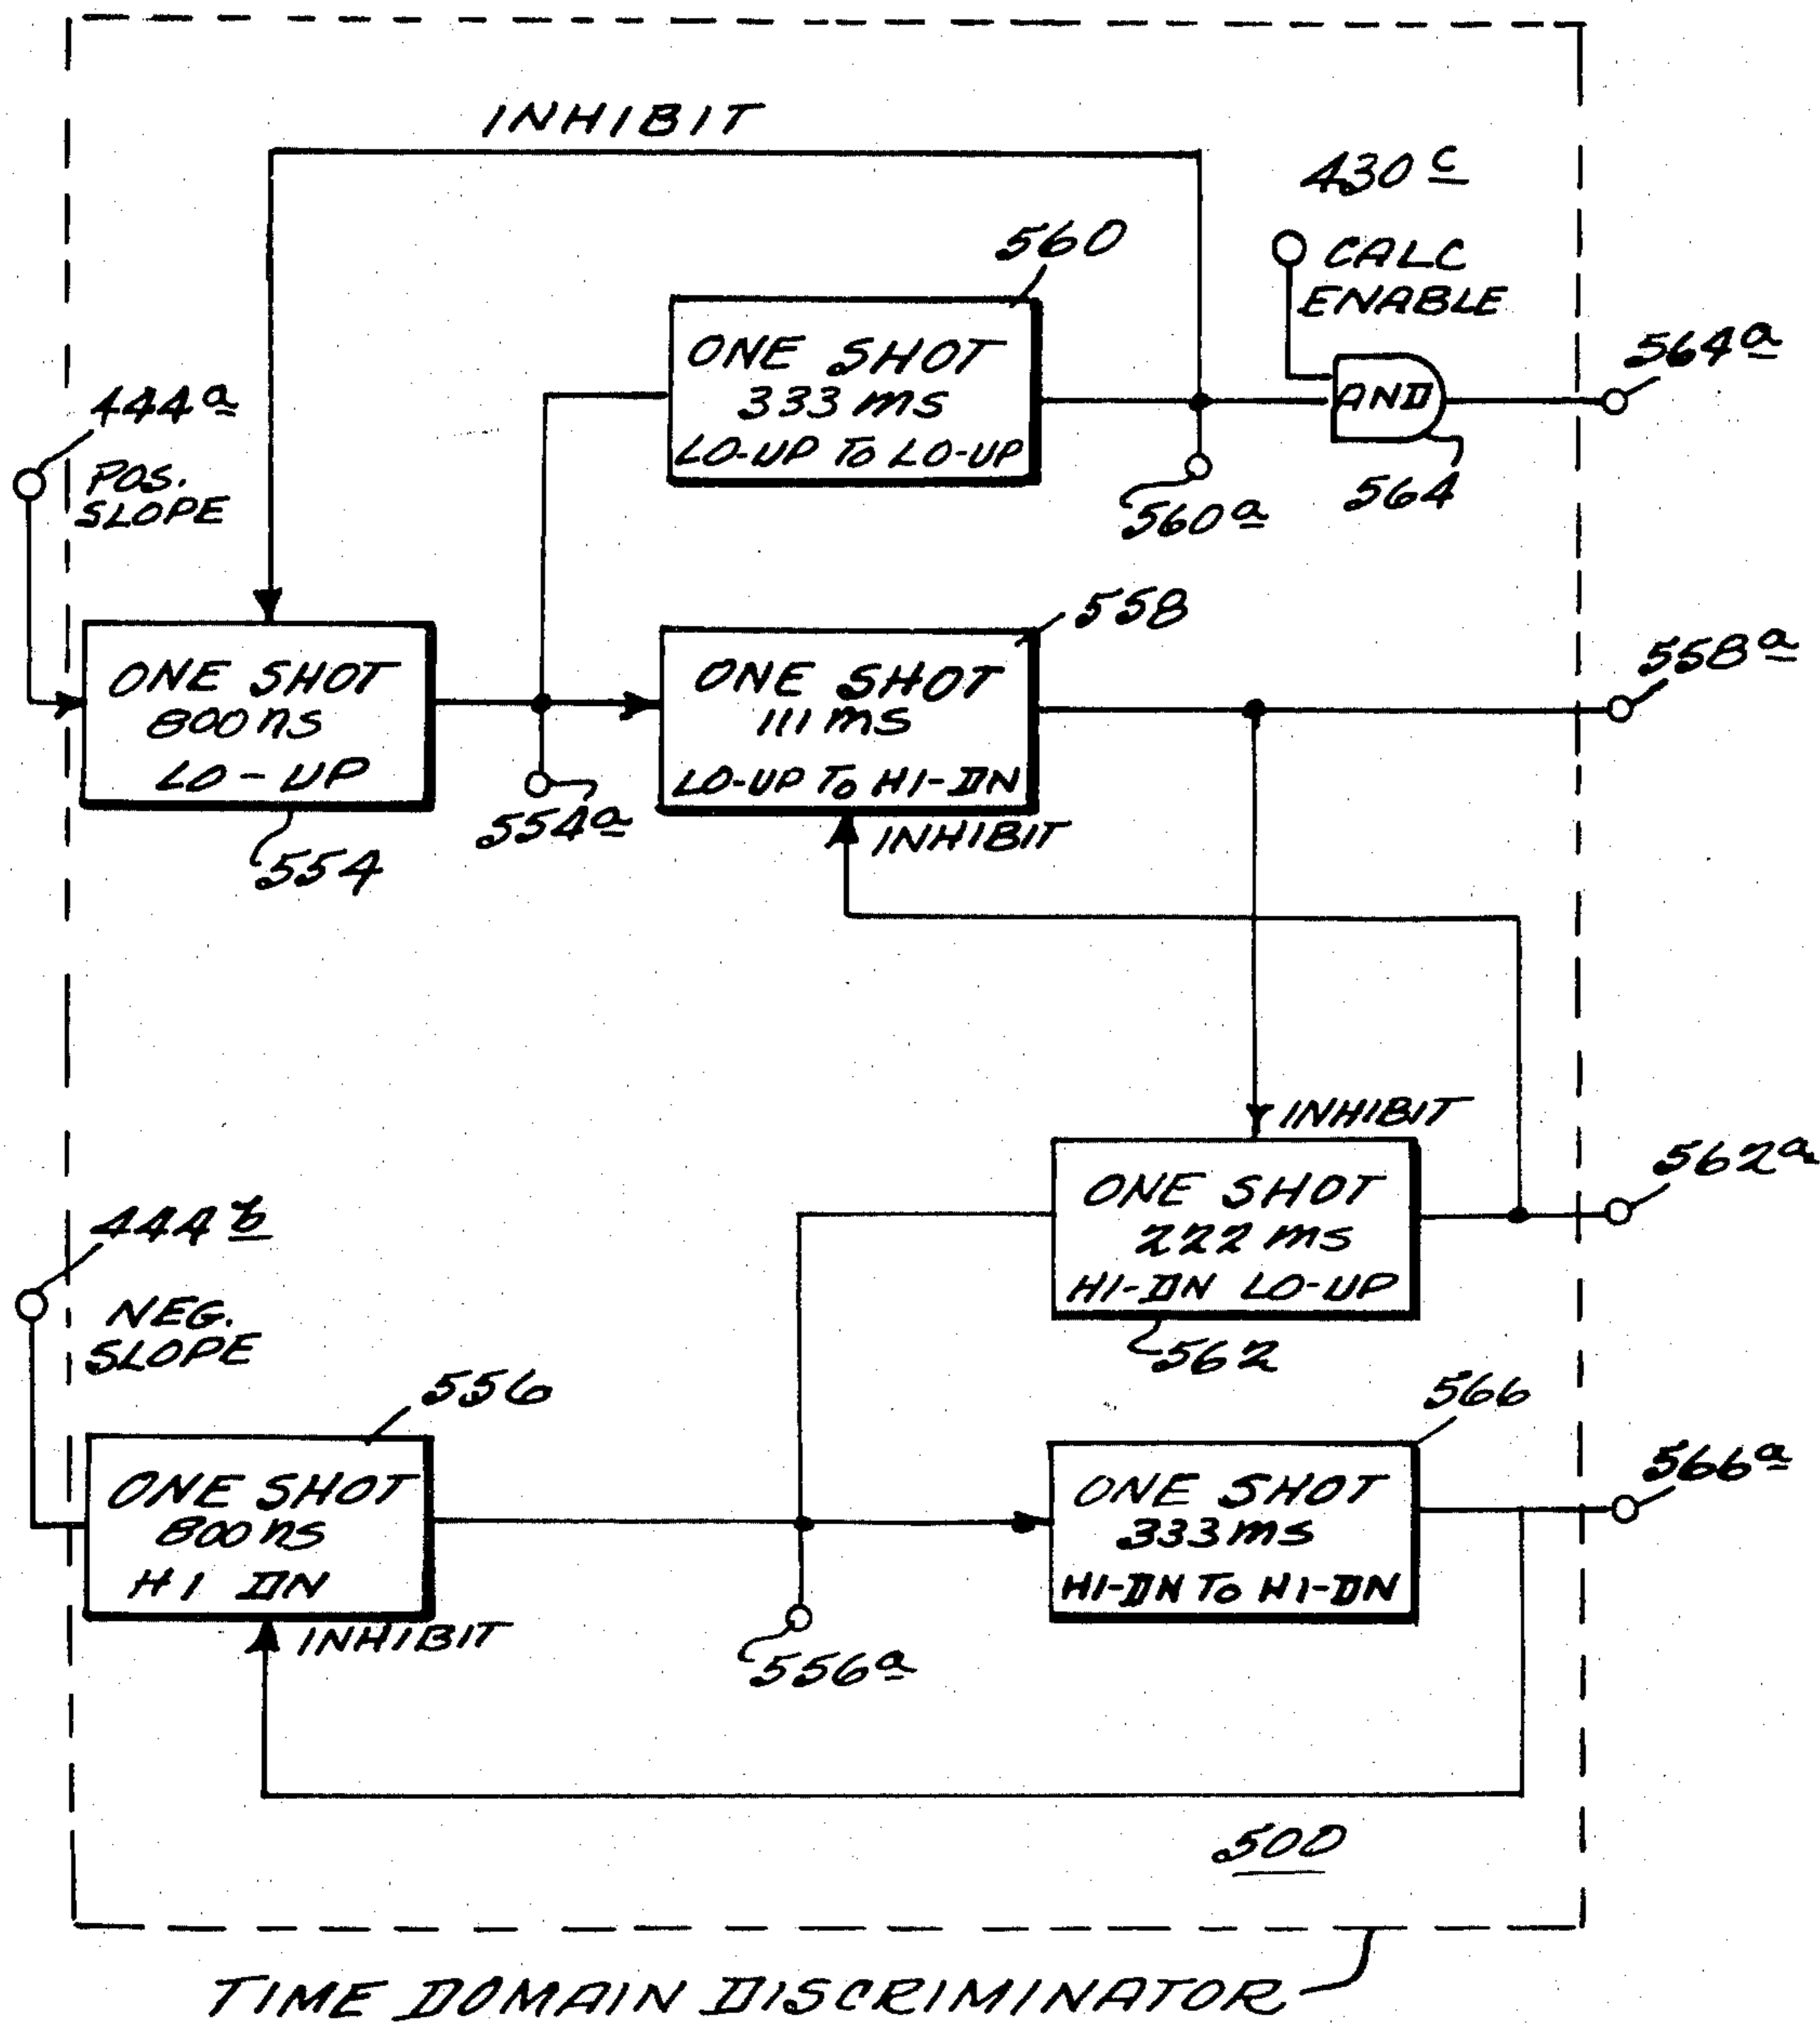 INHIBIT
430c
CALC
ENABLE
560
ONE SHOT
333 ms
LO-UP TO LO-UP
AND
564a
564
560a
444a
POS.
SLOPE
558
558a
ONE SHOT
800 ns
LO-UP
554
554a
ONE SHOT
111 ms
LO-UP TO HI-DN
INHIBIT
INHIBIT
562a
ONE SHOT
222 ms
HI-DN LO-UP
562
444b
NEG.
SLOPE
556
566
566a
ONE SHOT
800 ns
HI DN
INHIBIT
556a
ONE SHOT
333 ms
HI-DN TO HI-DN
500
TIME DOMAIN DISCRIMINATOR